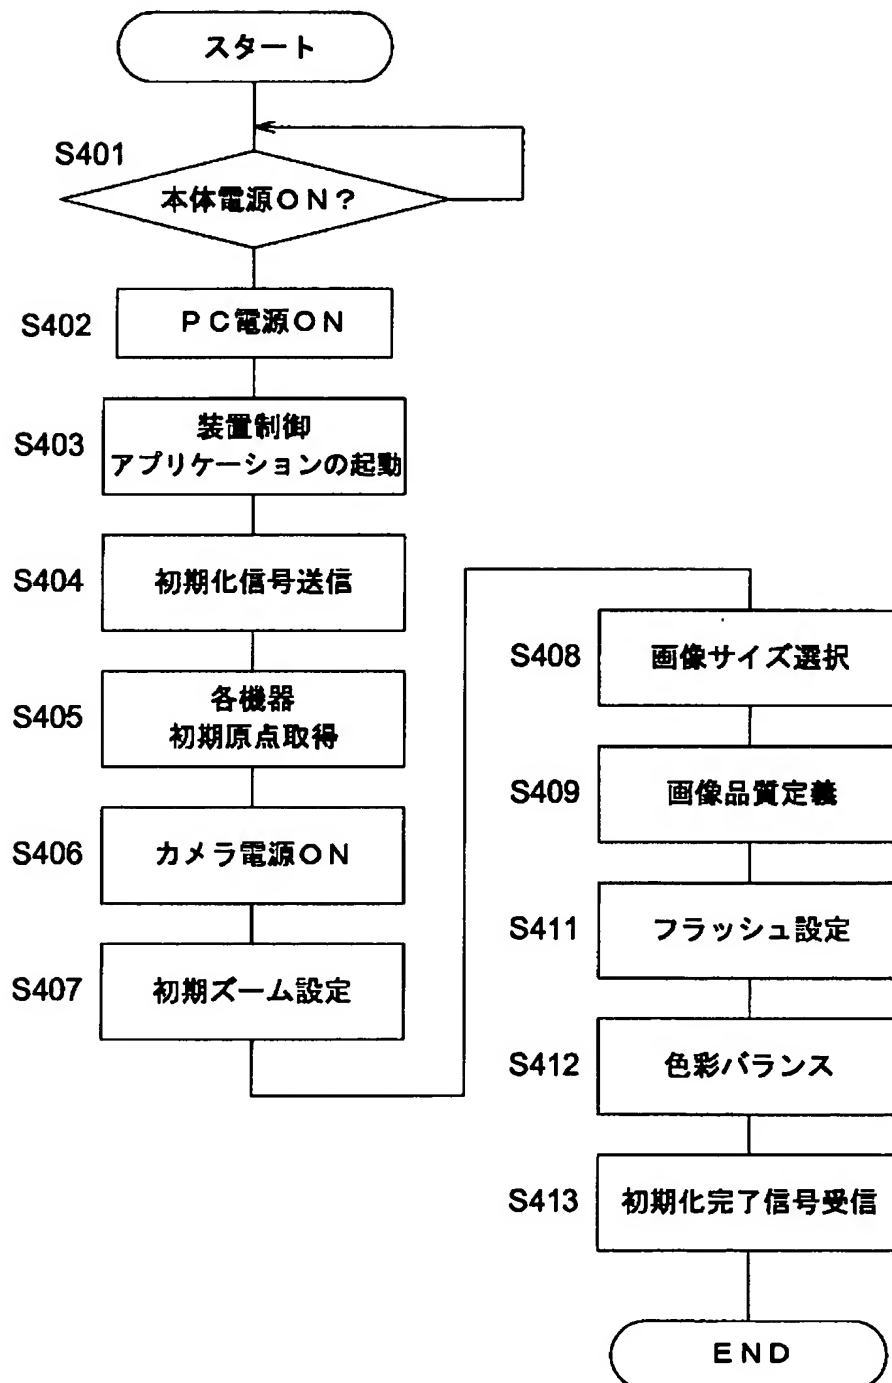 スタート
S401
本体電源ON?
S402
PC電源ON
S403
装置制御
アプリケーションの起動
S404
初期化信号送信
S405
各機器
初期原点取得
S406
カメラ電源ON
S407
初期ズーム設定
S408
画像サイズ選択
S409
画像品質定義
S411
フラッシュ設定
S412
色彩バランス
S413
初期化完了信号受信
END